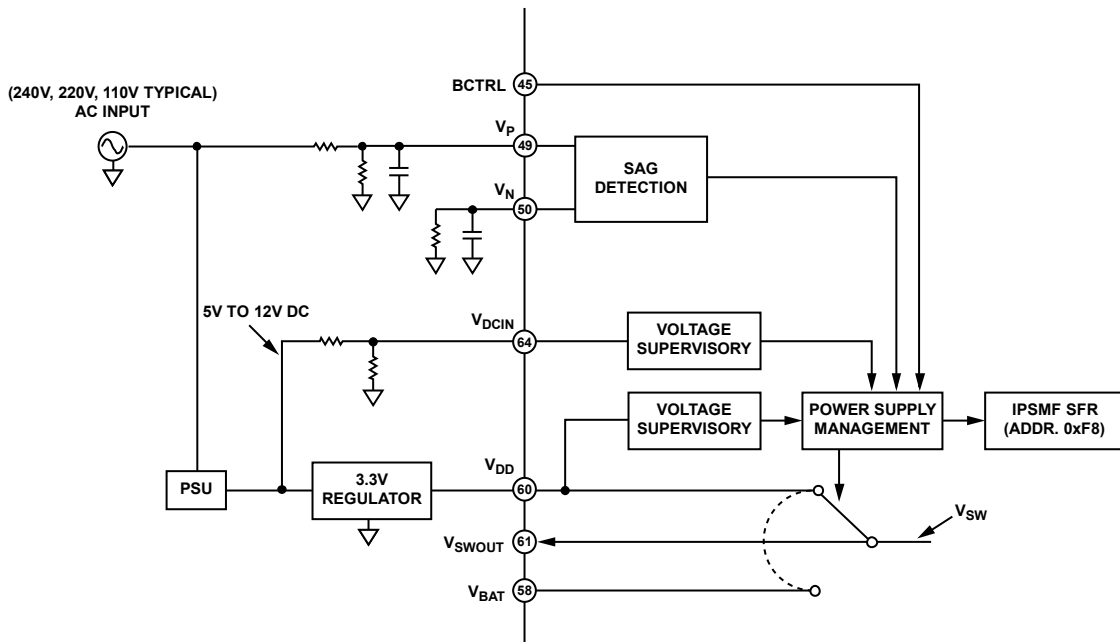 (240V, 220V, 110V TYPICAL)
AC INPUT
BCTRL
45
VP
49
SAG
DETECTION
VN
50
5V TO 12V DC
VDCIN
64
VOLTAGE
SUPERVISORY
VOLTAGE
SUPERVISORY
POWER SUPPLY
MANAGEMENT
IPSMF SFR
(ADDR. 0xF8)
PSU
3.3V
REGULATOR
VDD
60
VSWOUT
61
VSW
VBAT
58